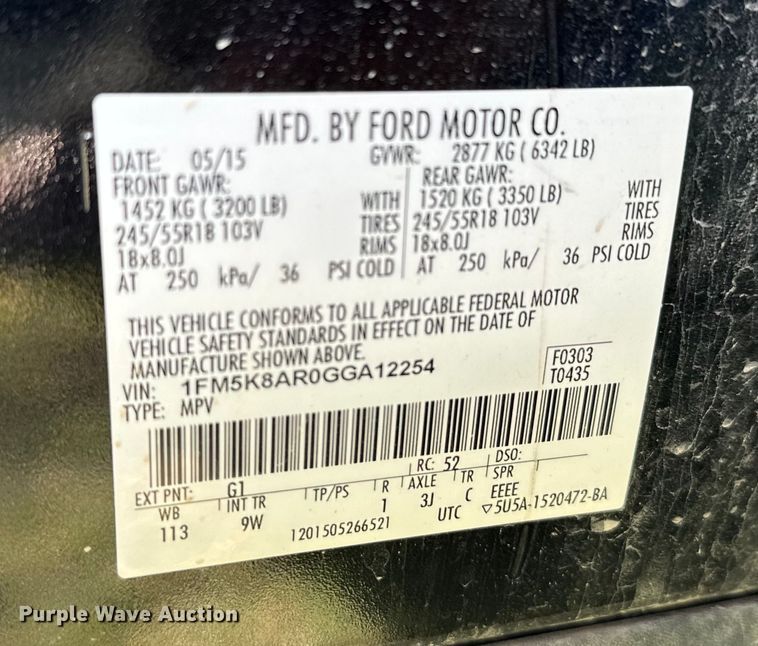 MFD. BY FORD MOTOR CO.
DATE: 05/15 GVWR: 2877 KG ( 6342 LB)
FRONT GAWR: REAR GAWR:
1452 KG ( 3200 LB) WITH 1520 KG ( 3350 LB) WITH
245/55R18 103V TIRES 245/55R18 103V TIRES
18x8.0J RIMS 18x8.0J RIMS
AT 250 kPa/ 36 PSI COLD AT 250 kPa/ 36 PSI COLD
THIS VEHICLE CONFORMS TO ALL APPLICABLE FEDERAL MOTOR
VEHICLE SAFETY STANDARDS IN EFFECT ON THE DATE OF
MANUFACTURE SHOWN ABOVE.
VIN: 1FM5K8AR0GGA12254 F0303
TYPE: MPV T0435
EXT PNT: G1 RC: 52 DSO:
WB INT TR TP/PS R AXLE TR SPR
113 9W 1 3J C EEEE
1201505266521 UTC ▽5U5A-1520472-BA
Purple Wave Auction